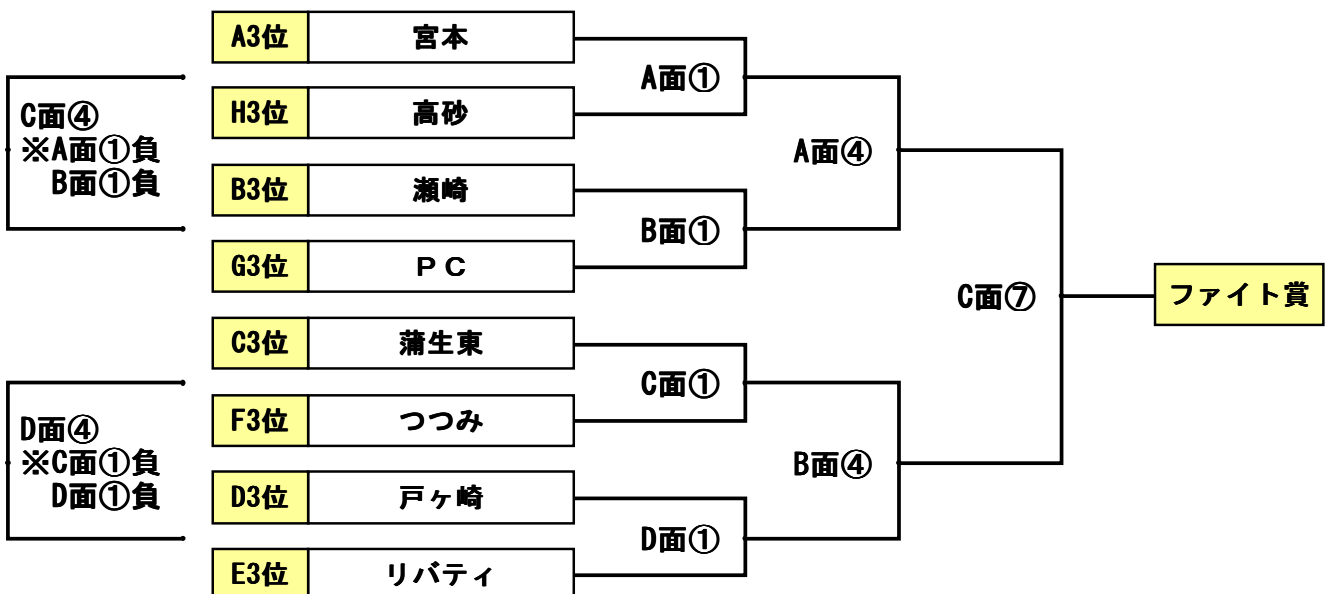 A3位 宮本
H3位 高砂
B3位 瀬崎
G3位 ＰＣ
C3位 蒲生東
F3位 つつみ
D3位 戸ヶ崎
E3位 リバティ
C面④
※A面①負
B面①負
D面④
※C面①負
D面①負
A面①
B面①
C面①
D面①
A面④
B面④
C面⑦
ファイト賞